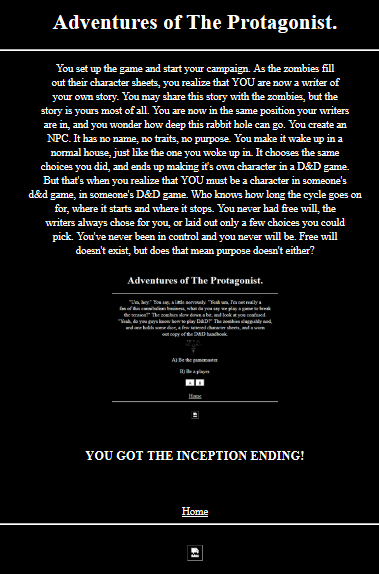 Adventures of The Protagonist.
You set up the game and start your campaign. As the zombies fill
out their character sheets, you realize that YOU are now a writer of
your own story. You may share this story with the zombies, but the
story is yours most of all. You are now in the same position your writers
are in, and you wonder how deep this rabbit hole can go. You create an
NPC. It has no name, no traits, no purpose. You make it wake up in a
normal house, just like the one you woke up in. It chooses the same
choices you did, and ends up making it's own character in a D&D game.
But that's when you realize that YOU must be a character in someone's
d&d game, in someone's D&D game. Who knows how long the cycle goes on
for, where it starts and where it stops. You never had free will, the
writers always chose for you, or laid out only a few choices you could
pick. You've never been in control and you never will be. Free will
doesn't exist, but does that mean purpose doesn't either?
Adventures of The Protagonist.
"Um, hey." You say, a little nervously. "Yeah um, I'm not really a
fan of this cannibalism business, what do you say we play a game to break
the tension?" The zombies slow down a bit, and look at you confused.
"Yeah, do you guys know how to play D&D?" The zombies sluggishly nod,
and one holds some dice, a few tattered character sheets, and a worn
out copy of the D&D handbook.
A) Be the gamemaster
B) Be a player
A B
Home
YOU GOT THE INCEPTION ENDING!
Home